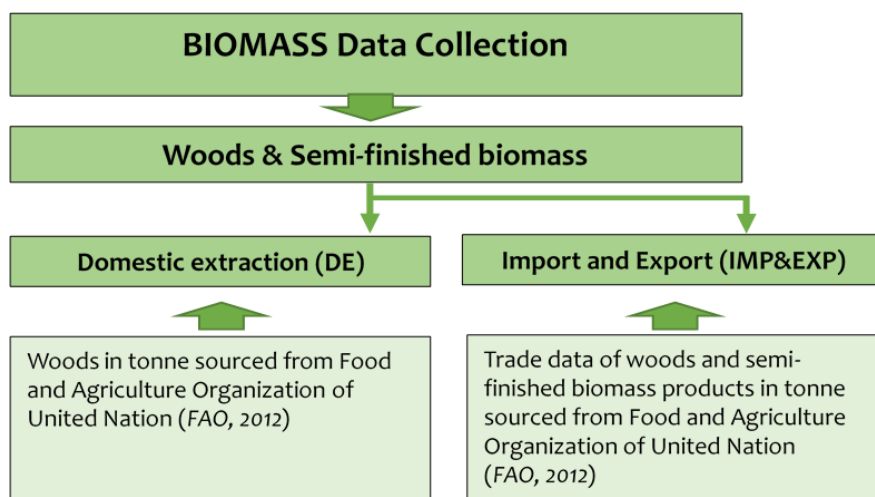 BIOMASS Data Collection
Woods & Semi-finished biomass
Domestic extraction (DE)
Import and Export (IMP&EXP)
Woods in tonne sourced from Food
and Agriculture Organization of
United Nation (FAO, 2012)
Trade data of woods and semi-
finished biomass products in tonne
sourced from Food and Agriculture
Organization of United Nation
(FAO, 2012)